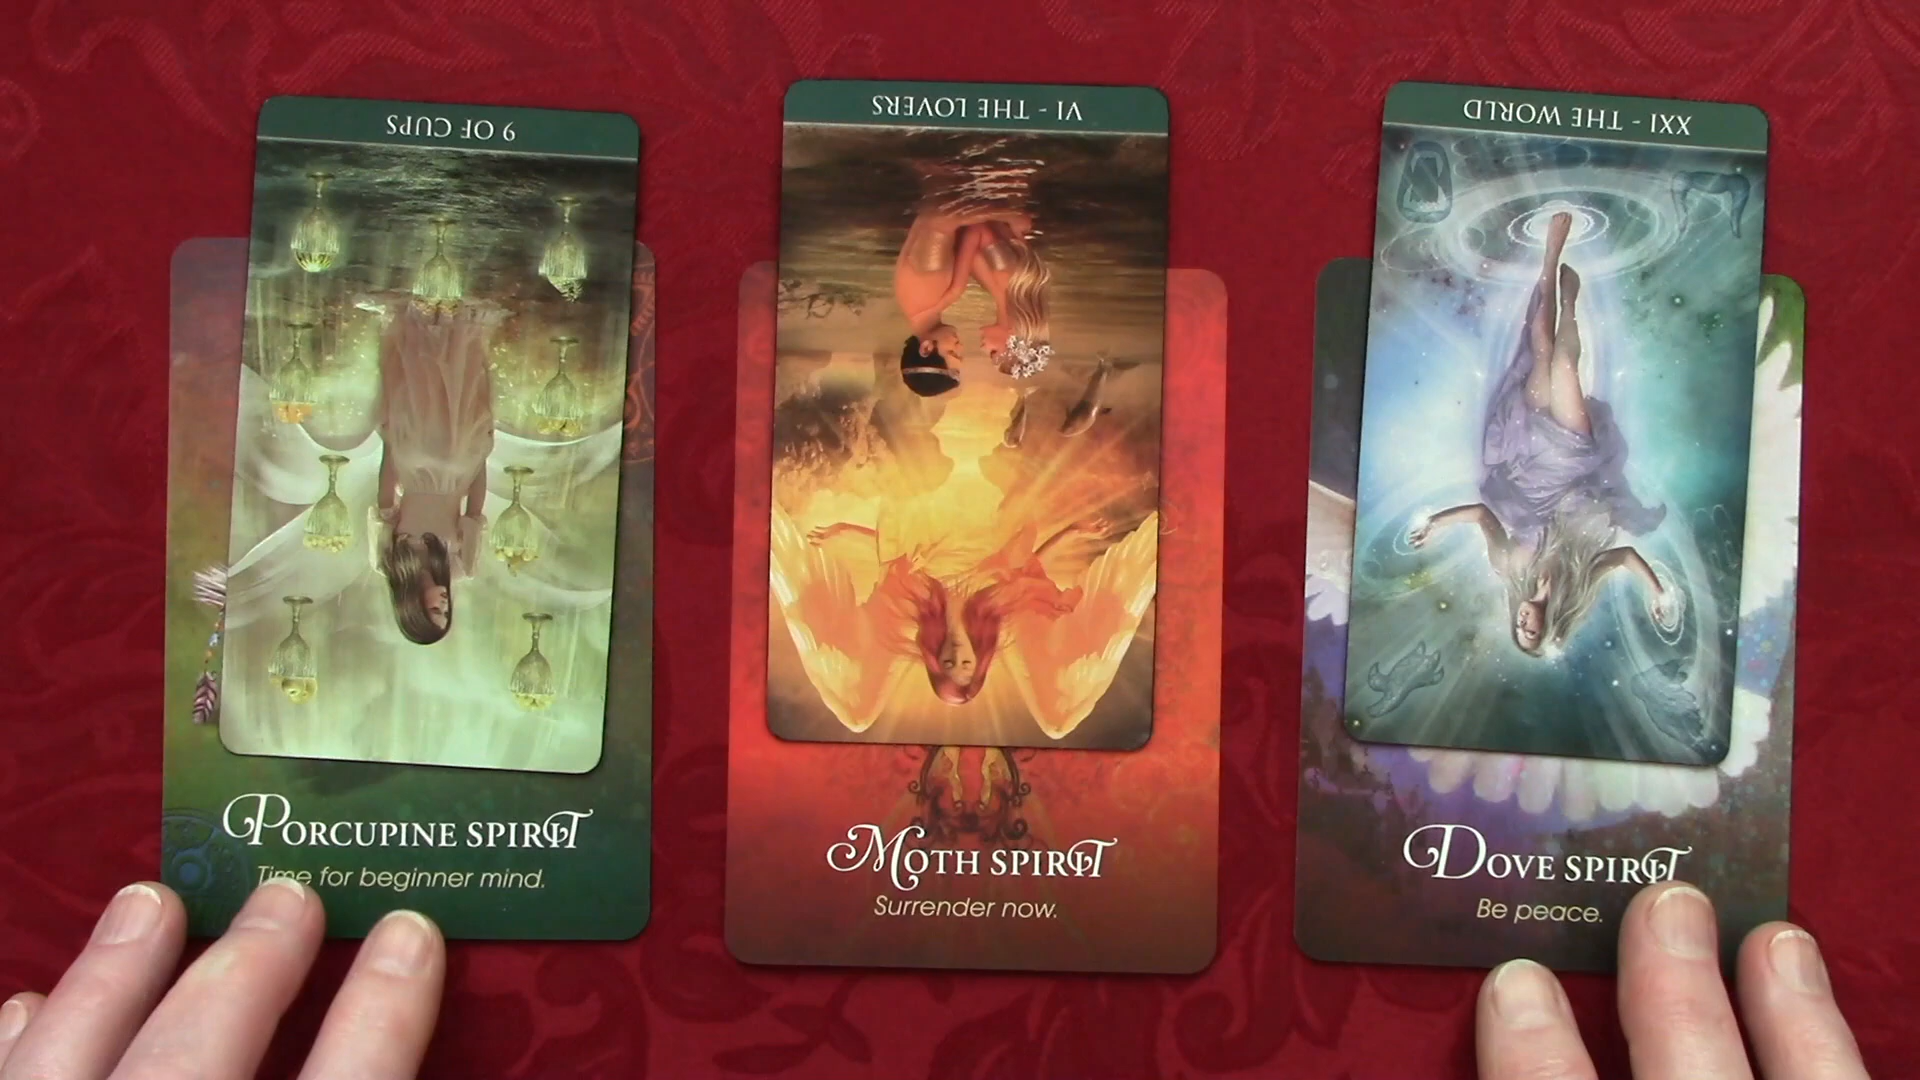 9 OF CUPS
VI - THE LOVERS
XXI - THE WORLD
PORCUPINE SPIRIT
Time for beginner mind.
MOTH SPIRIT
Surrender now.
DOVE SPIRIT
Be peace.